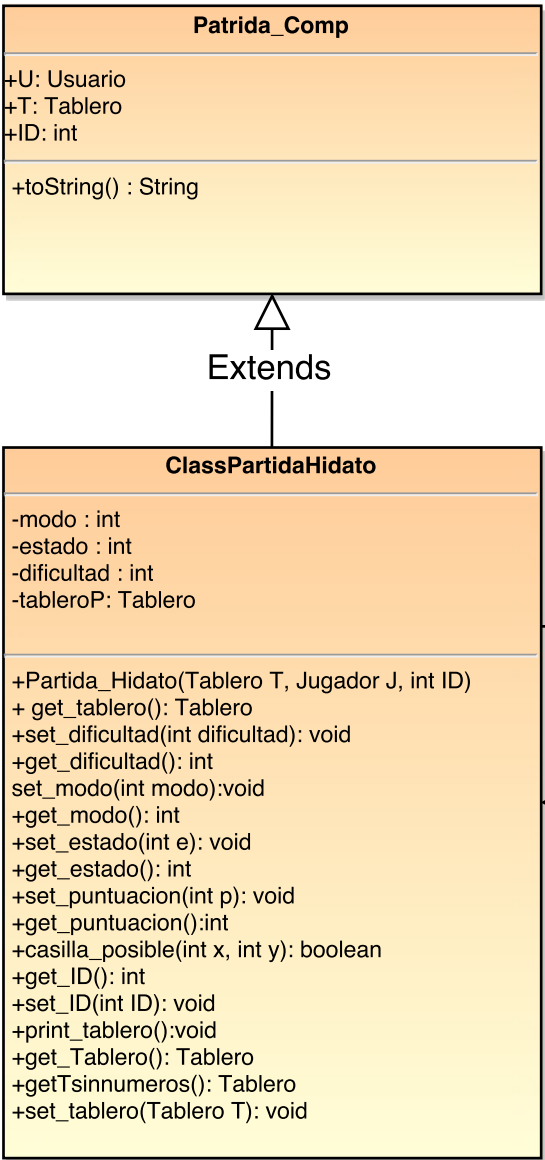 Patrida_Comp
+U: Usuario
+T: Tablero
+ID: int
+toString() : String
Extends
ClassPartidaHidato
-modo : int
-estado : int
-dificultad : int
-tableroP: Tablero
+Partida_Hidato(Tablero T, Jugador J, int ID)
+ get_tablero(): Tablero
+set_dificultad(int dificultad): void
+get_dificultad(): int
set_modo(int modo):void
+get_modo(): int
+set_estado(int e): void
+get_estado(): int
+set_puntuacion(int p): void
+get_puntuacion():int
+casilla_posible(int x, int y): boolean
+get_ID(): int
+set_ID(int ID): void
+print_tablero():void
+get_Tablero(): Tablero
+getTsinnumeros(): Tablero
+set_tablero(Tablero T): void